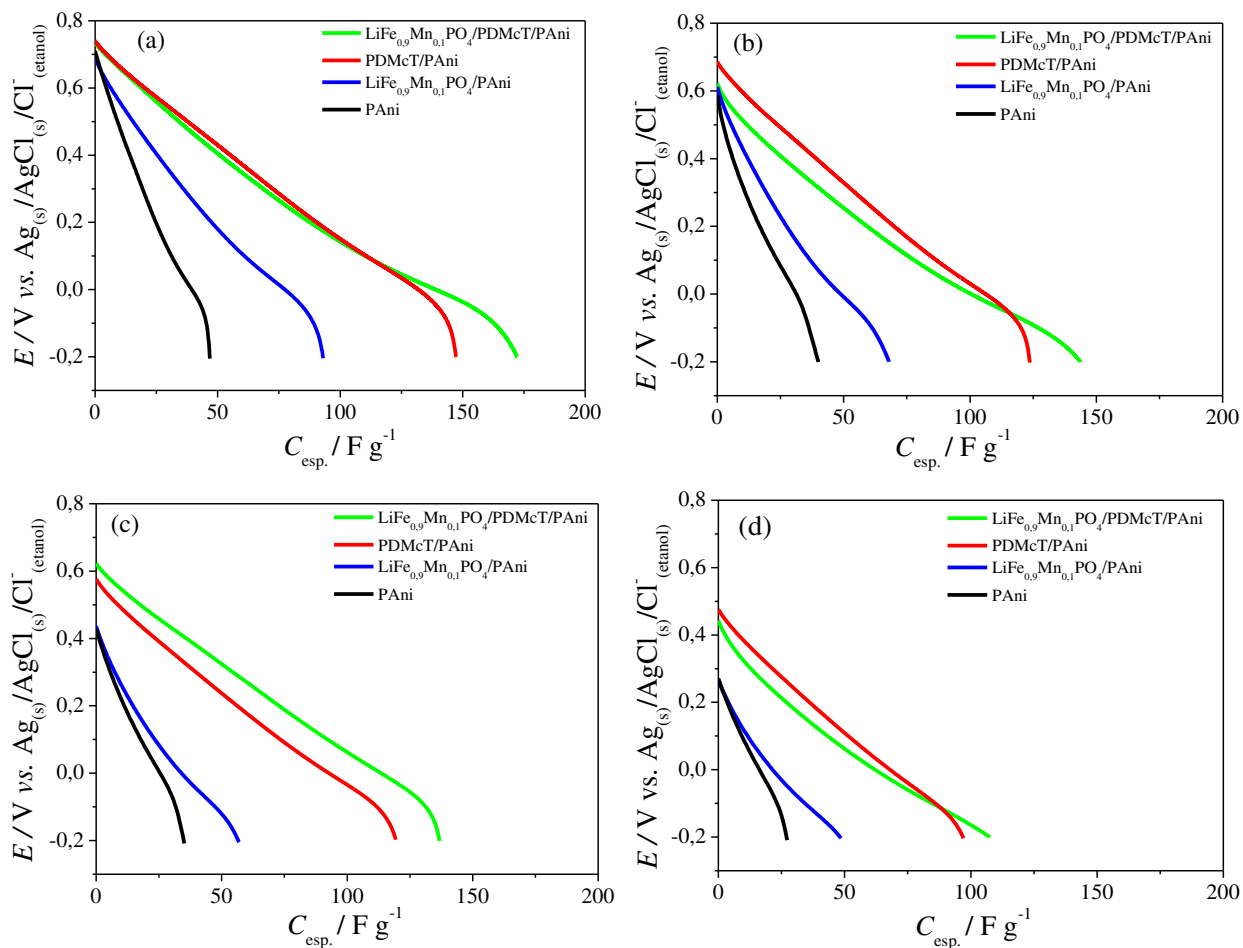 (a)
LiFe0,9Mn0,1PO4/PDMcT/PAni
PDMcT/PAni
LiFe0,9Mn0,1PO4/PAni
PAni
0,8
0,6
0,4
0,2
0,0
-0,2
E / V vs. Ag(s)/AgCl(s)/Cl-(etanol)
0
50
100
150
200
Cesp. / F g-1
(b)
LiFe0,9Mn0,1PO4/PDMcT/PAni
PDMcT/PAni
LiFe0,9Mn0,1PO4/PAni
PAni
0,8
0,6
0,4
0,2
0,0
-0,2
E / V vs. Ag(s)/AgCl(s)/Cl-(etanol)
0
50
100
150
200
Cesp. / F g-1
(c)
LiFe0,9Mn0,1PO4/PDMcT/PAni
PDMcT/PAni
LiFe0,9Mn0,1PO4/PAni
PAni
0,8
0,6
0,4
0,2
0,0
-0,2
E / V vs. Ag(s)/AgCl(s)/Cl-(etanol)
0
50
100
150
200
Cesp. / F g-1
(d)
LiFe0,9Mn0,1PO4/PDMcT/PAni
PDMcT/PAni
LiFe0,9Mn0,1PO4/PAni
PAni
0,8
0,6
0,4
0,2
0,0
-0,2
E / V vs. Ag(s)/AgCl(s)/Cl-(etanol)
0
50
100
150
200
Cesp. / F g-1